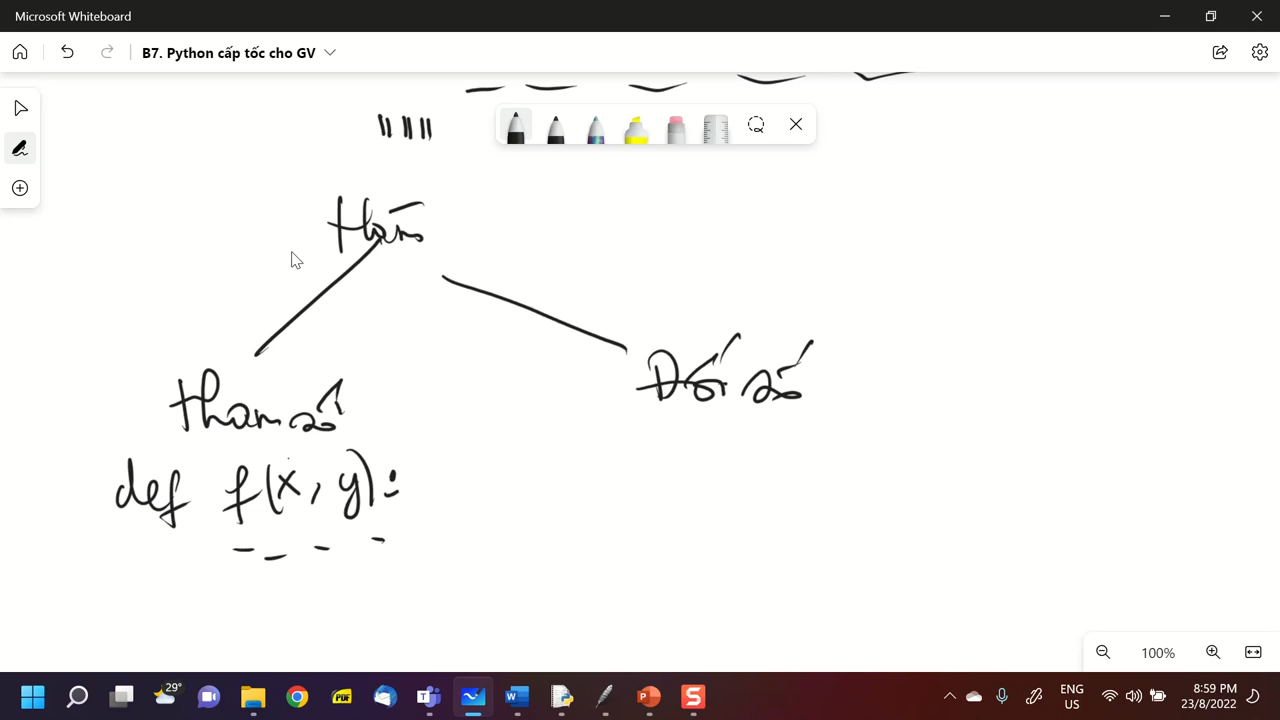 Microsoft Whiteboard
B7. Python cấp tốc cho GV
"""
Hàm
tham số
Đối số
def f(x, y):
100%
29°
PDF
ENG
US
8:59 PM
23/8/2022